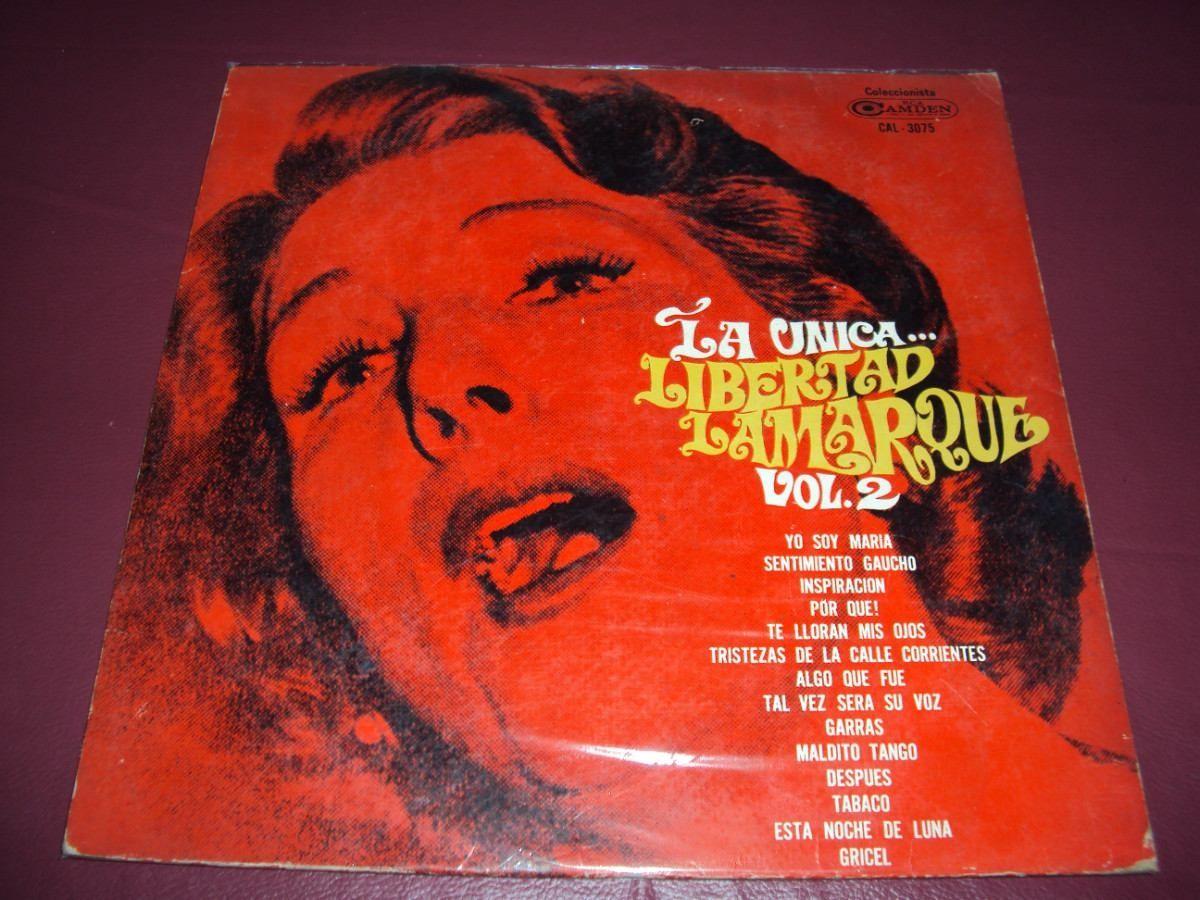 Coleccionista
RCA
CAMDEN
CAL-3075
LA UNICA...
LIBERTAD
LAMARQUE
VOL. 2
YO SOY MARIA
SENTIMIENTO GAUCHO
INSPIRACION
PÖR QUE!
TE LLORAN MIS OJOS
TRISTEZAS DE LA CALLE CORRIENTES
ALGO QUE FUE
TAL VEZ SERA SU VOZ
GARRAS
MALDITO TANGO
DESPUES
TABACO
ESTA NOCHE DE LUNA
GRICEL